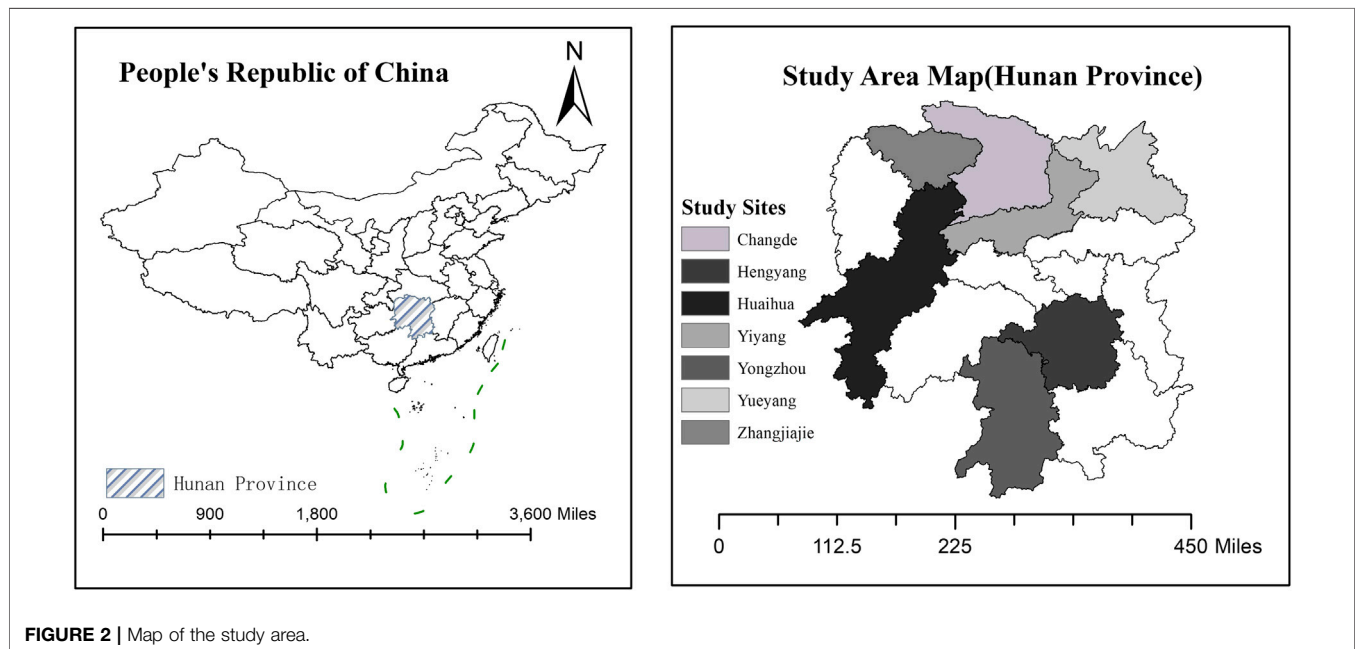 People's Republic of China
N
Hunan Province
0 900 1,800 3,600 Miles
Study Area Map(Hunan Province)
Study Sites
Changde
Hengyang
Huaihua
Yiyang
Yongzhou
Yueyang
Zhangjiajie
0 112.5 225 450 Miles
FIGURE 2 | Map of the study area.